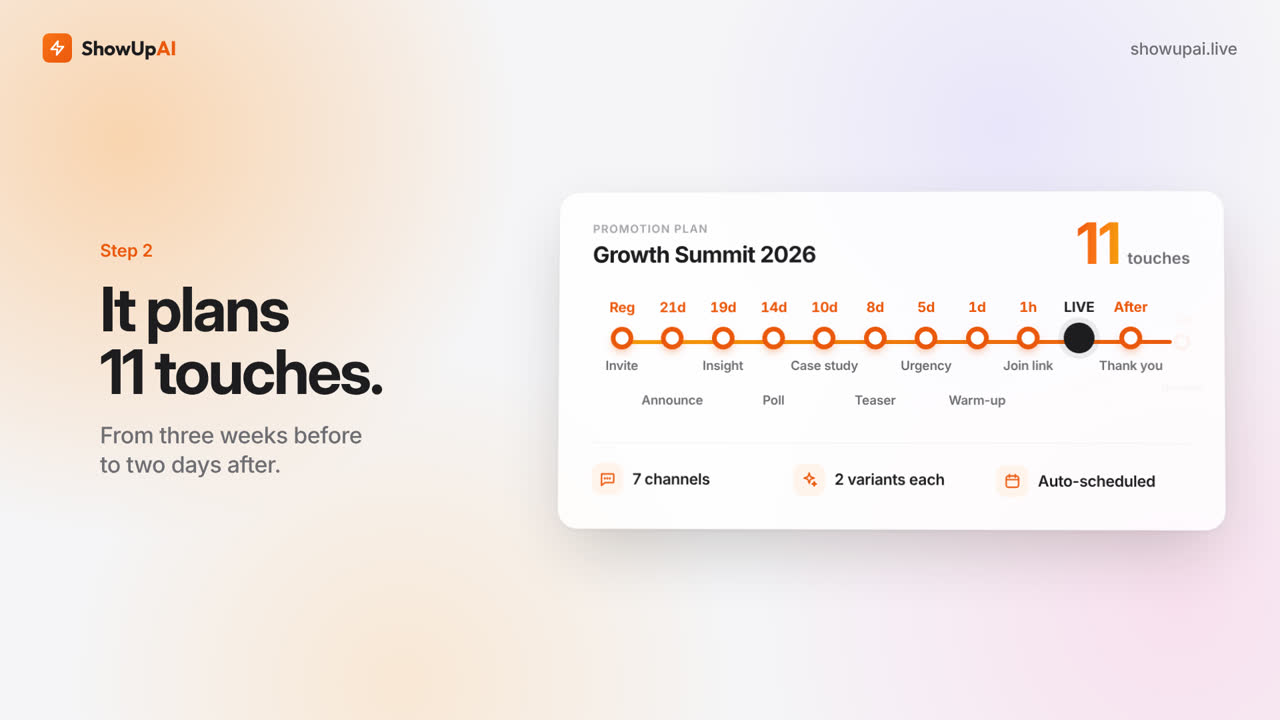 ShowUpAI
showupai.live
Step 2
It plans
11 touches.
From three weeks before
to two days after.
PROMOTION PLAN
Growth Summit 2026
11 touches
Reg 21d 19d 14d 10d 8d 5d 1d 1h LIVE After
Invite Insight Case study Urgency Join link Thank you
Announce Poll Teaser Warm-up
7 channels
2 variants each
Auto-scheduled